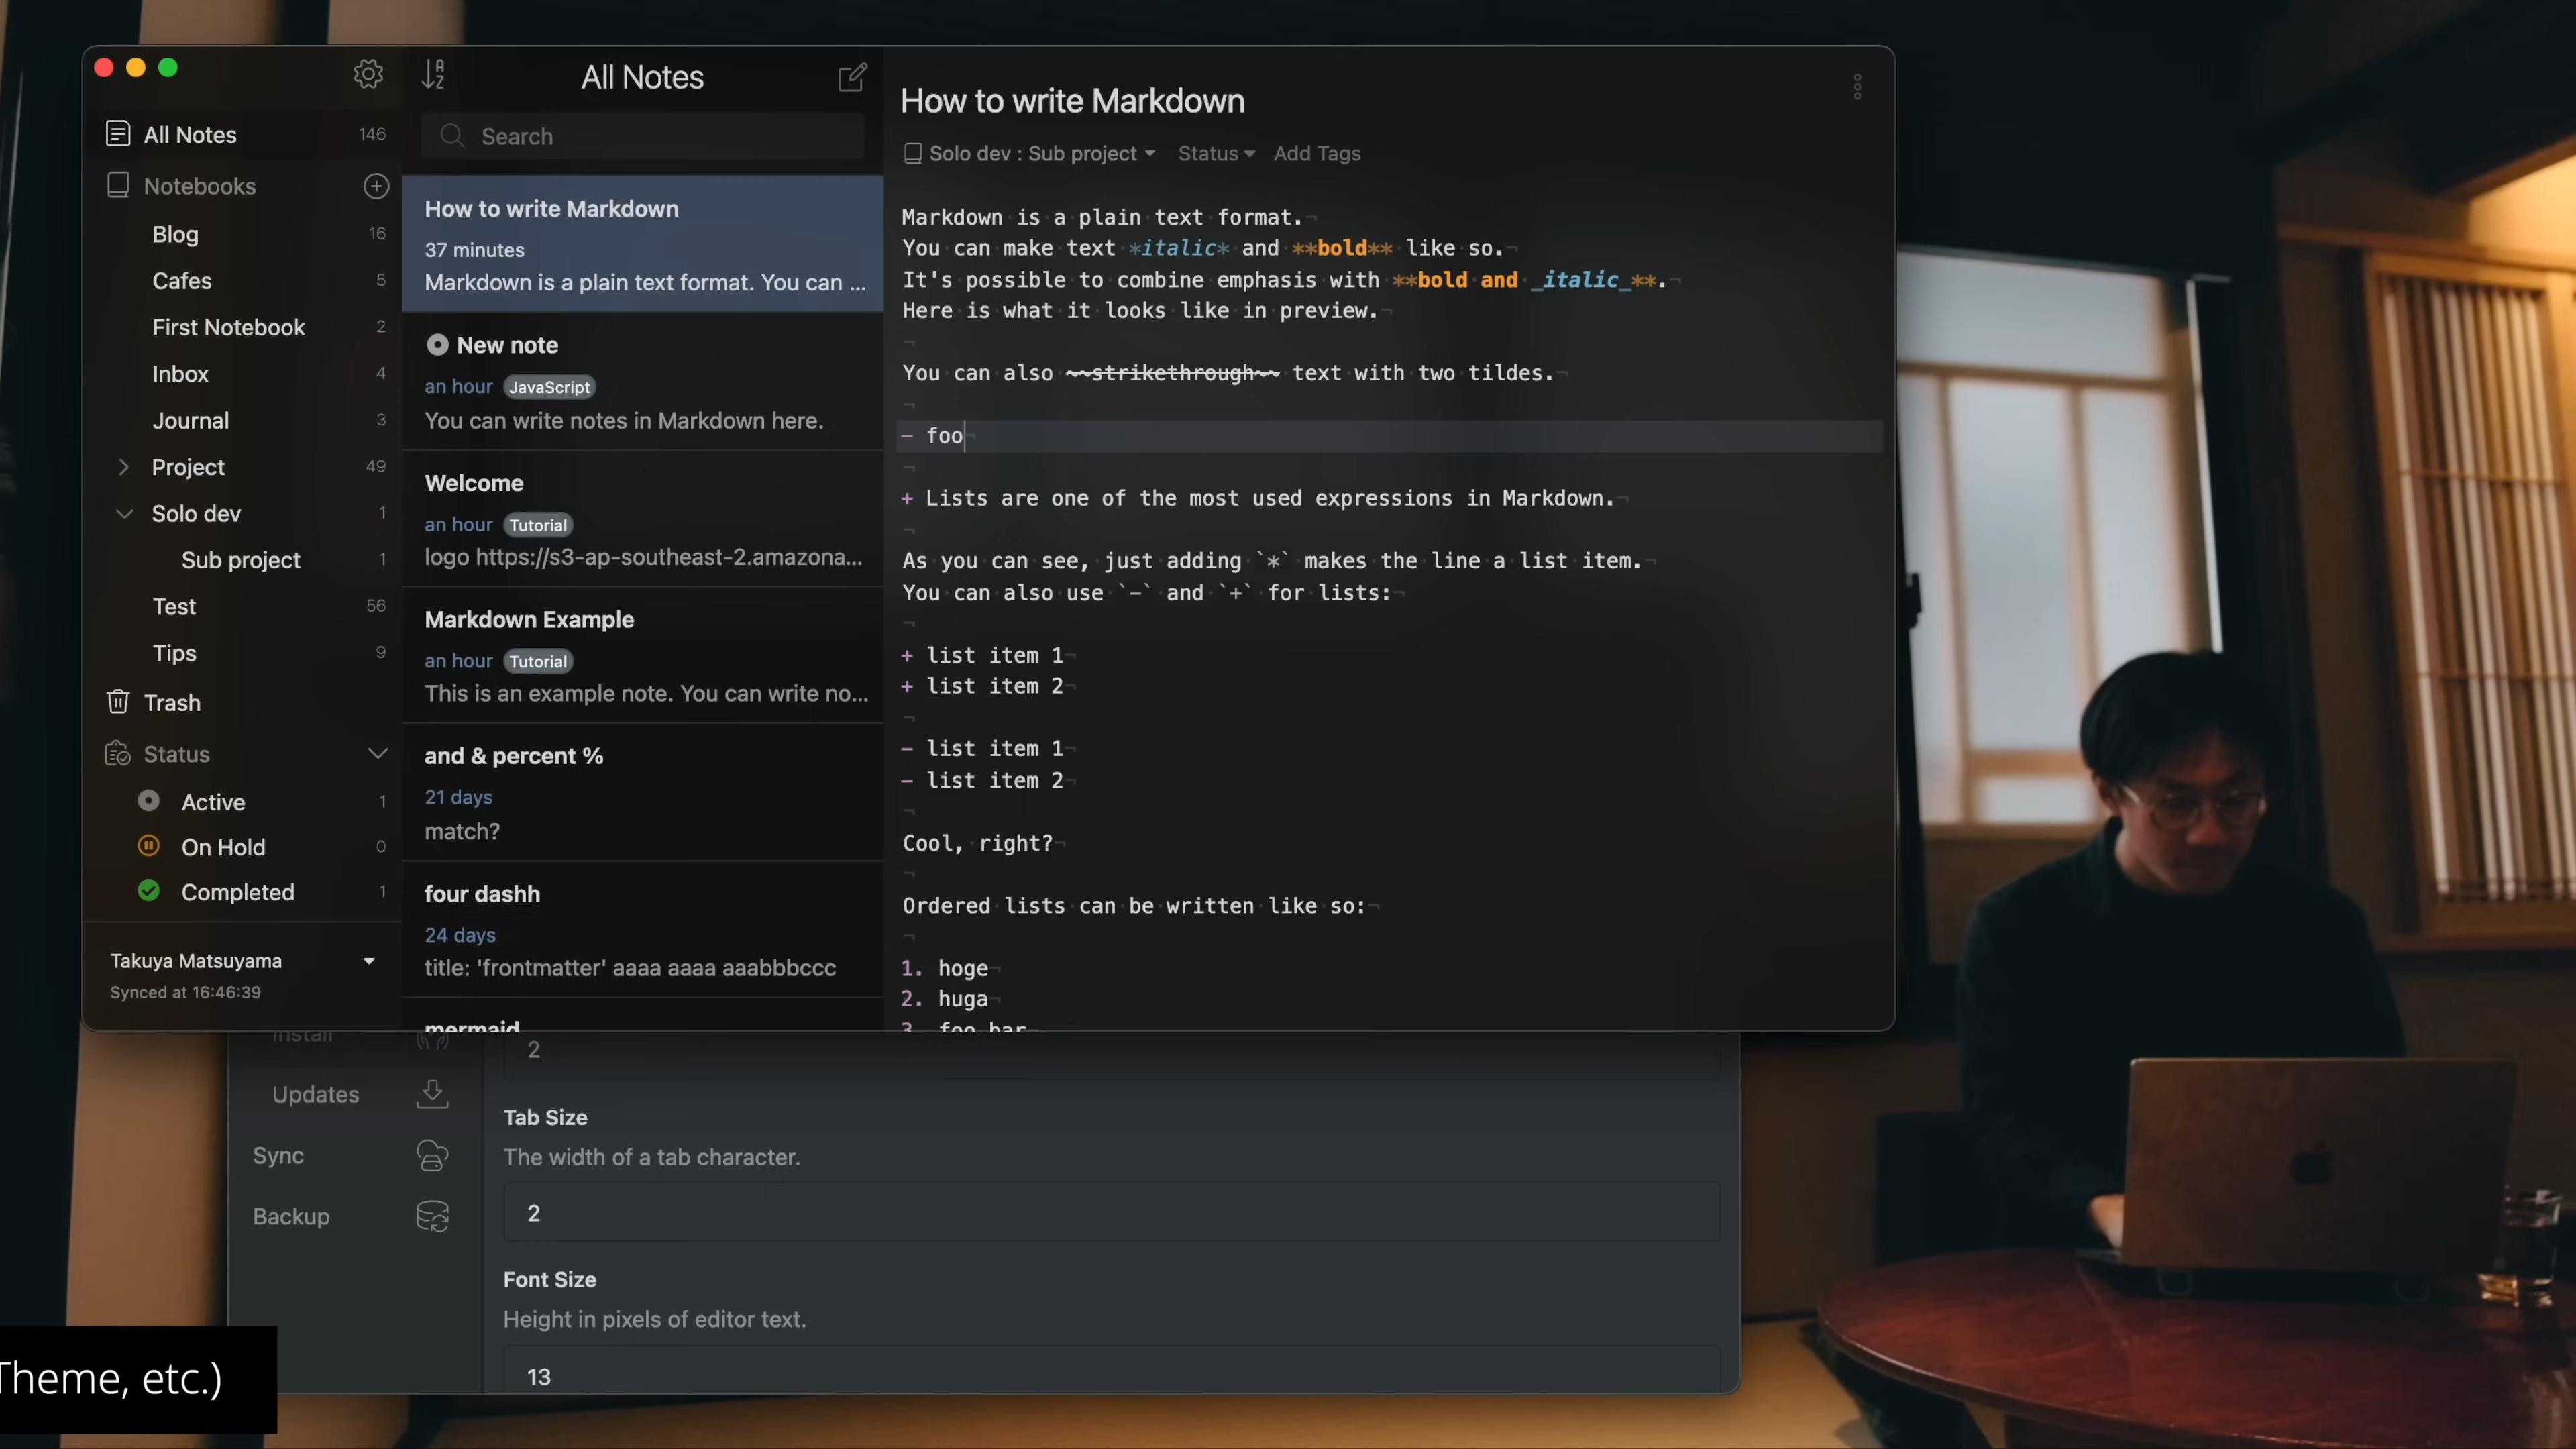 All Notes 146
Notebooks
Blog 16
Cafes 5
First Notebook 2
Inbox 4
Journal 3
Project 49
Solo dev 1
Sub project 1
Test 56
Tips 9
Trash
Status
Active 1
On Hold 0
Completed 1
Takuya Matsuyama
Synced at 16:46:39
All Notes
Search
How to write Markdown
37 minutes
Markdown is a plain text format. You can ...
New note
an hour JavaScript
You can write notes in Markdown here.
Welcome
an hour Tutorial
logo https://s3-ap-southeast-2.amazona...
Markdown Example
an hour Tutorial
This is an example note. You can write no...
and & percent %
21 days
match?
four dashh
24 days
title: 'frontmatter' aaaa aaaa aaabbbccc
mermaid
How to write Markdown
Solo dev : Sub project Status Add Tags
Markdown is a plain text format.
You can make text *italic* and **bold** like so.
It's possible to combine emphasis with **bold and _italic_**.
Here is what it looks like in preview.
You can also ~~strikethrough~~ text with two tildes.
- foo
+ Lists are one of the most used expressions in Markdown.
As you can see, just adding `*` makes the line a list item.
You can also use `-` and `+` for lists:
+ list item 1
+ list item 2
- list item 1
- list item 2
Cool, right?
Ordered lists can be written like so:
1. hoge
2. huga
3. foo bar
Install
Updates
Sync
Backup
2
Tab Size
The width of a tab character.
2
Font Size
Height in pixels of editor text.
13
Theme, etc.)